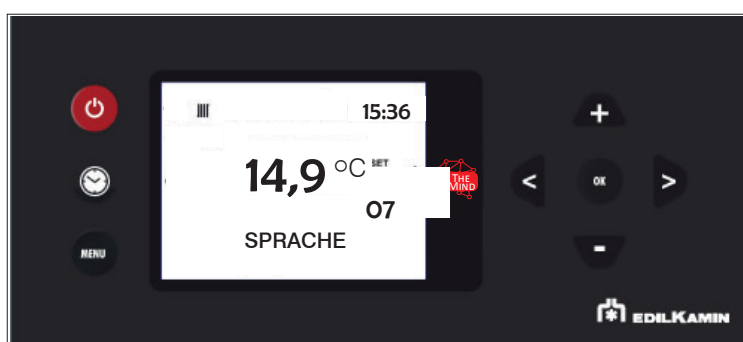 15:36
14,9 °C
SET
THE
MIND
07
SPRACHE
MENU
+
<
OK
>
-
EDILKAMIN